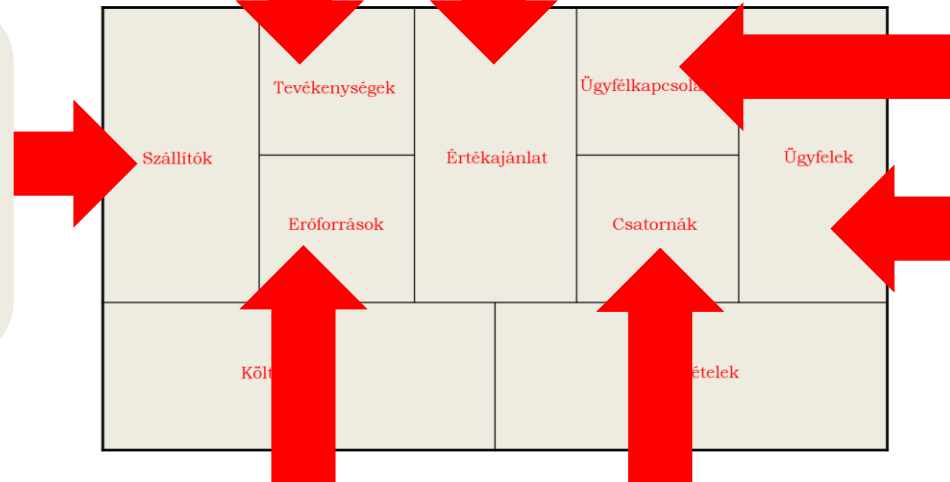 Tevékenységek
Ügyfélkapcsola
Szállítók
Értékajánlat
Ügyfelek
Erőforrások
Csatornák
Költ
ételek